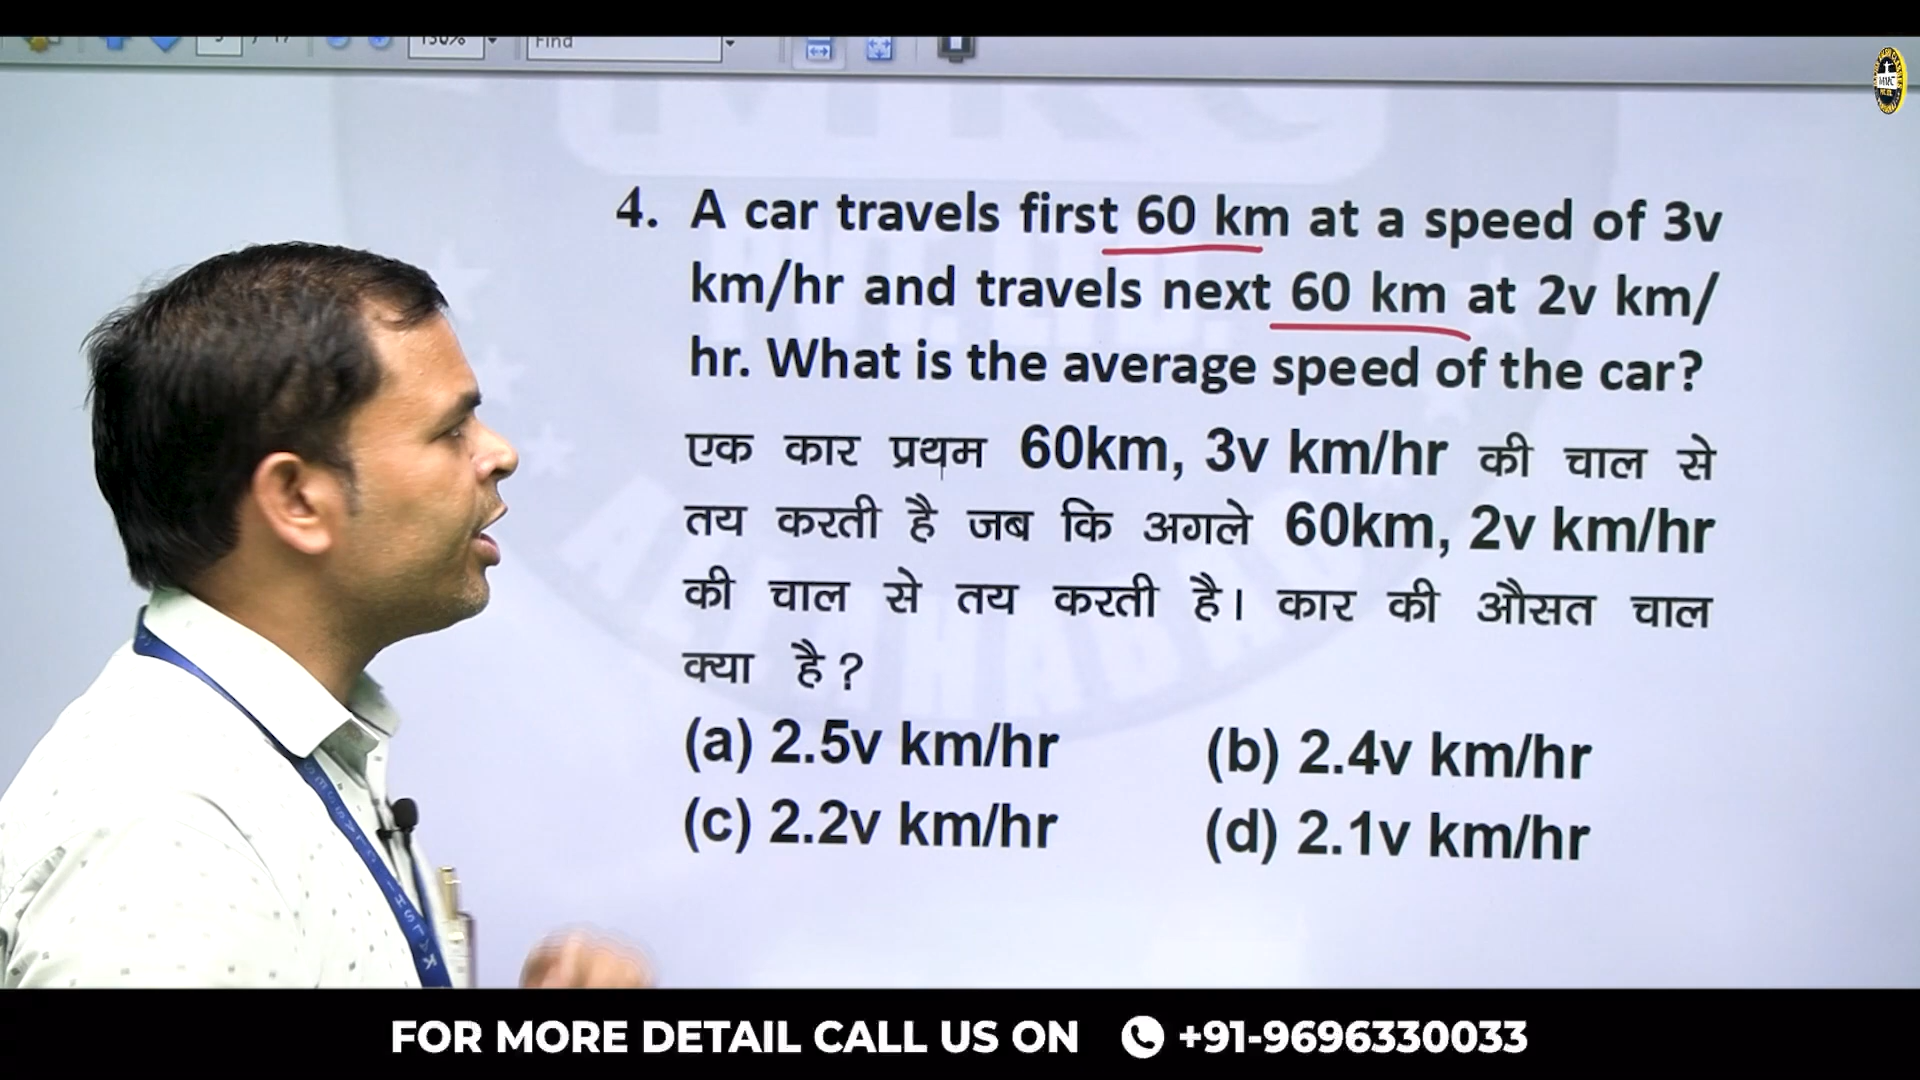 150%
Find
4. A car travels first 60 km at a speed of 3v
km/hr and travels next 60 km at 2v km/
hr. What is the average speed of the car?
एक कार प्रथम 60km, 3v km/hr की चाल से
तय करती है जब कि अगले 60km, 2v km/hr
की चाल से तय करती है। कार की औसत चाल
क्या है?
(a) 2.5v km/hr (b) 2.4v km/hr
(c) 2.2v km/hr (d) 2.1v km/hr
FOR MORE DETAIL CALL US ON +91-9696330033